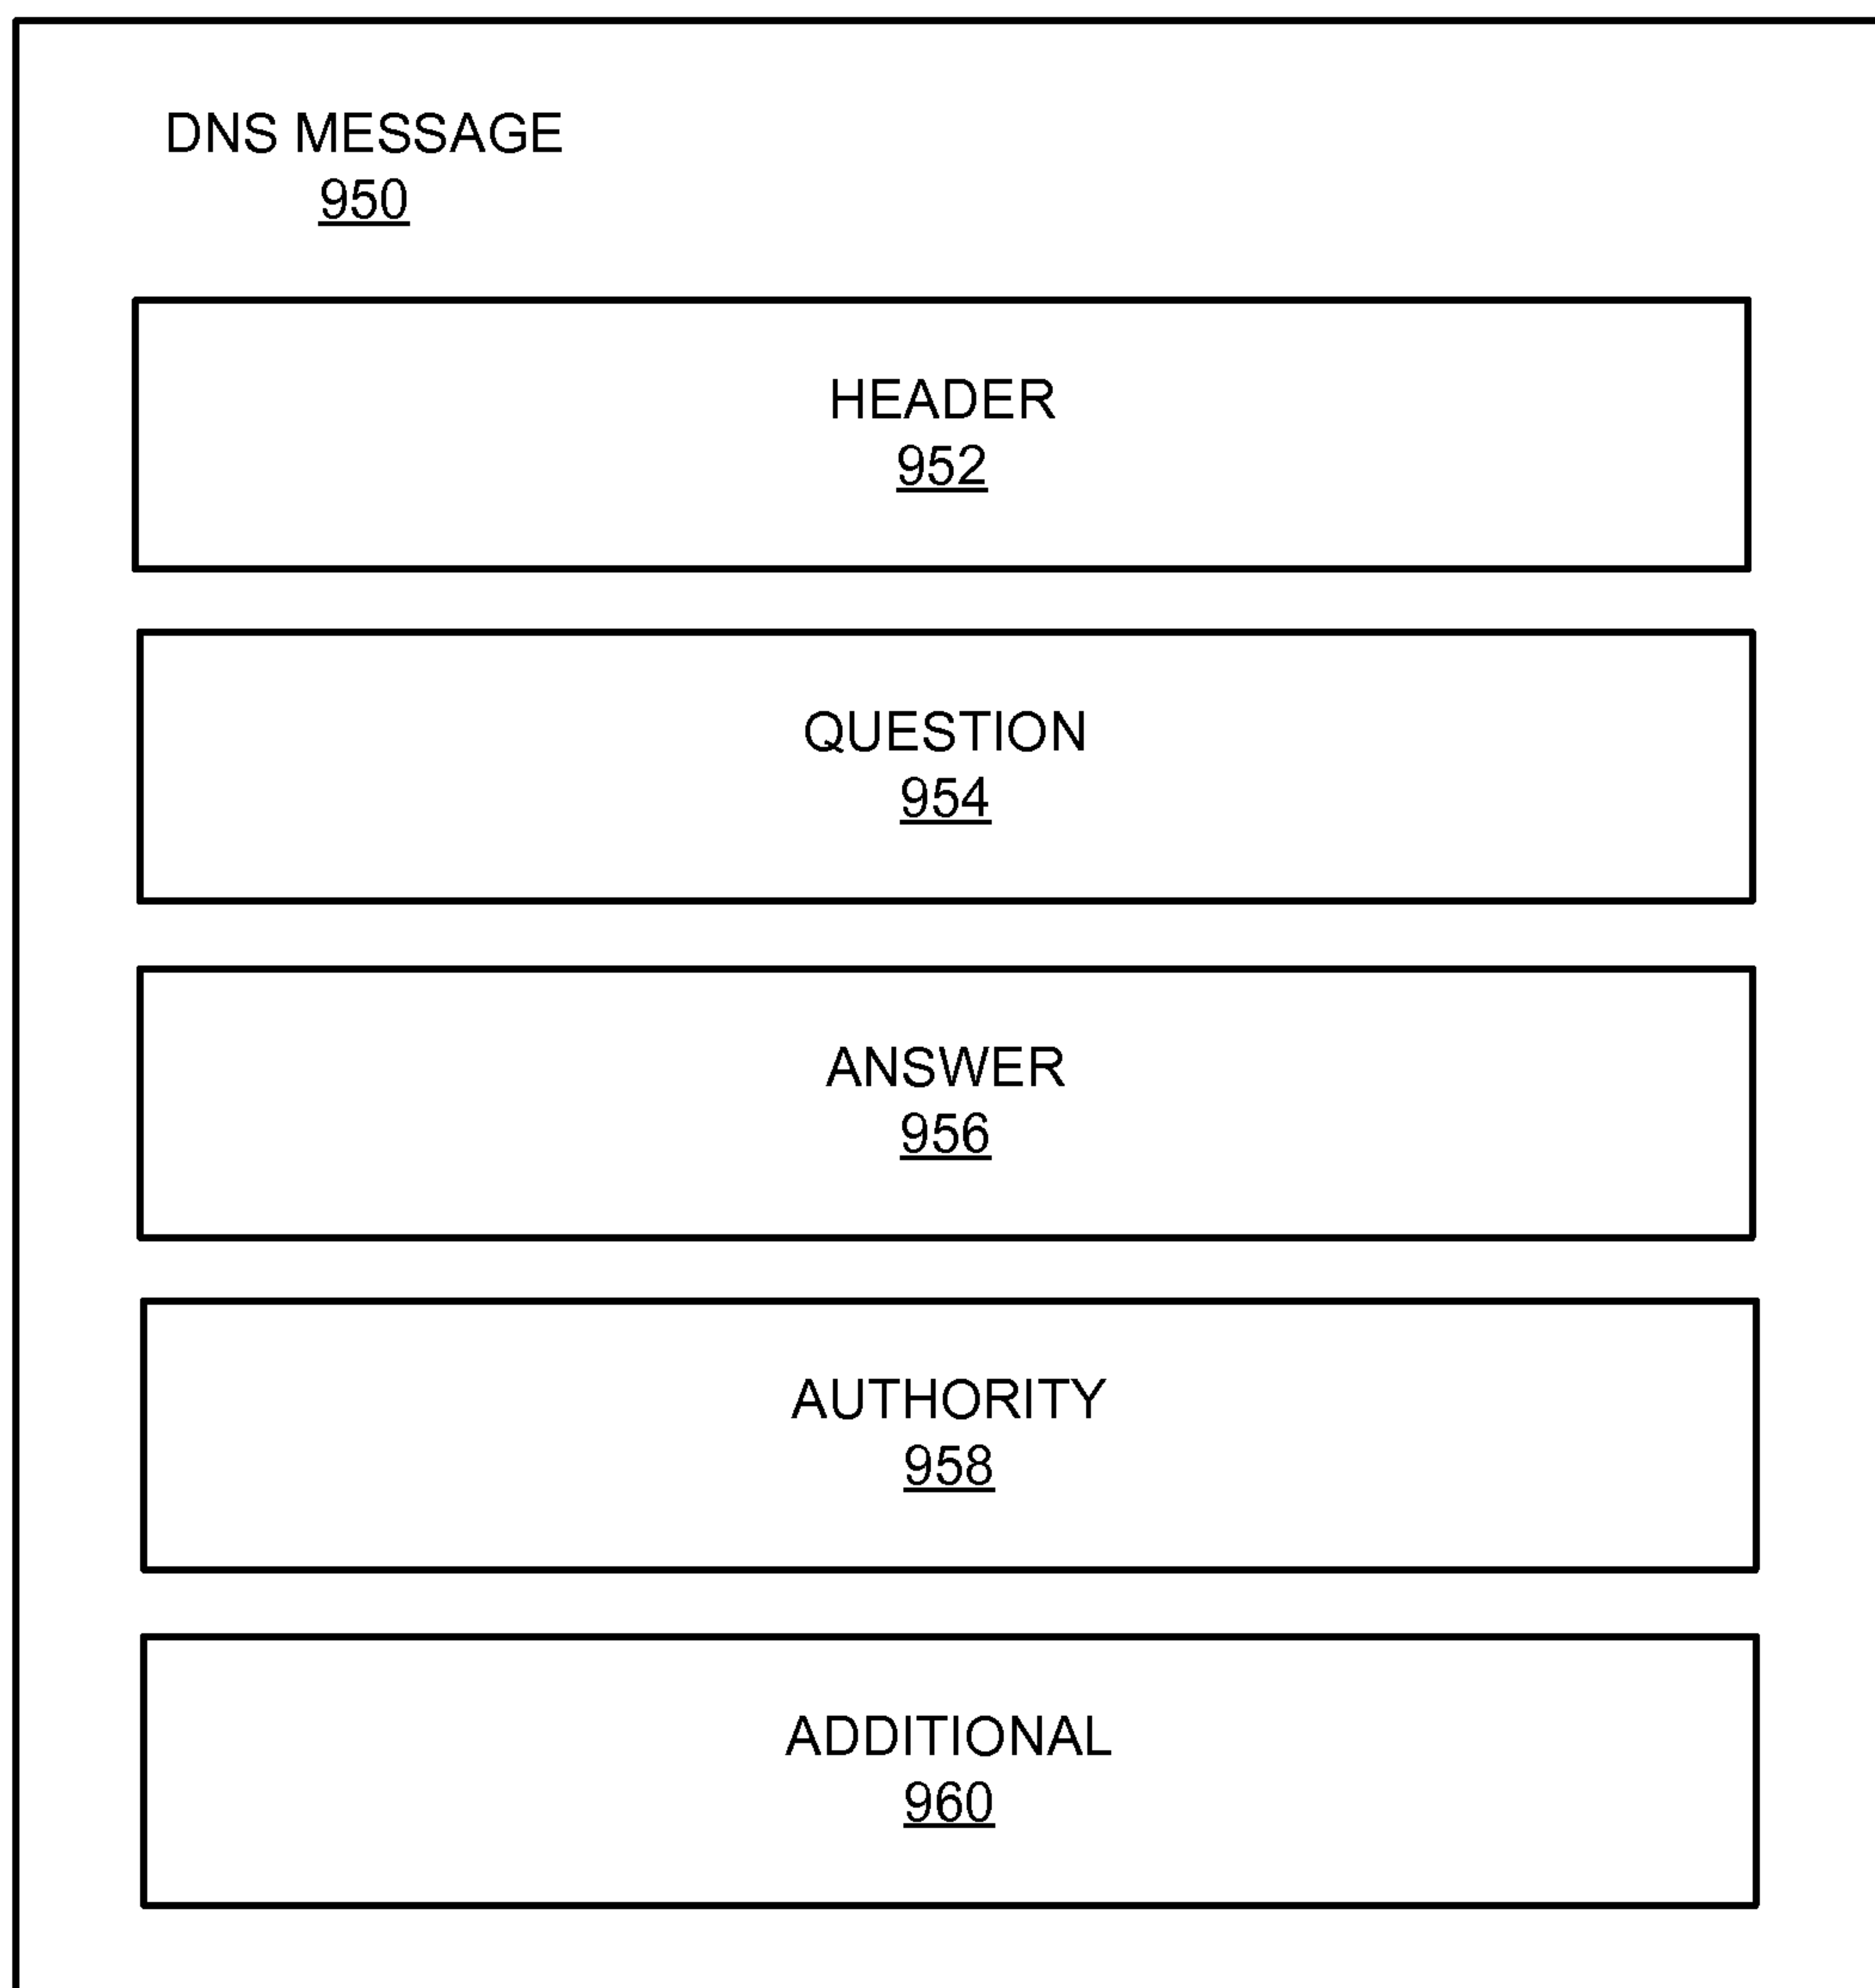 DNS MESSAGE
950
HEADER
952
QUESTION
954
ANSWER
956
AUTHORITY
958
ADDITIONAL
960